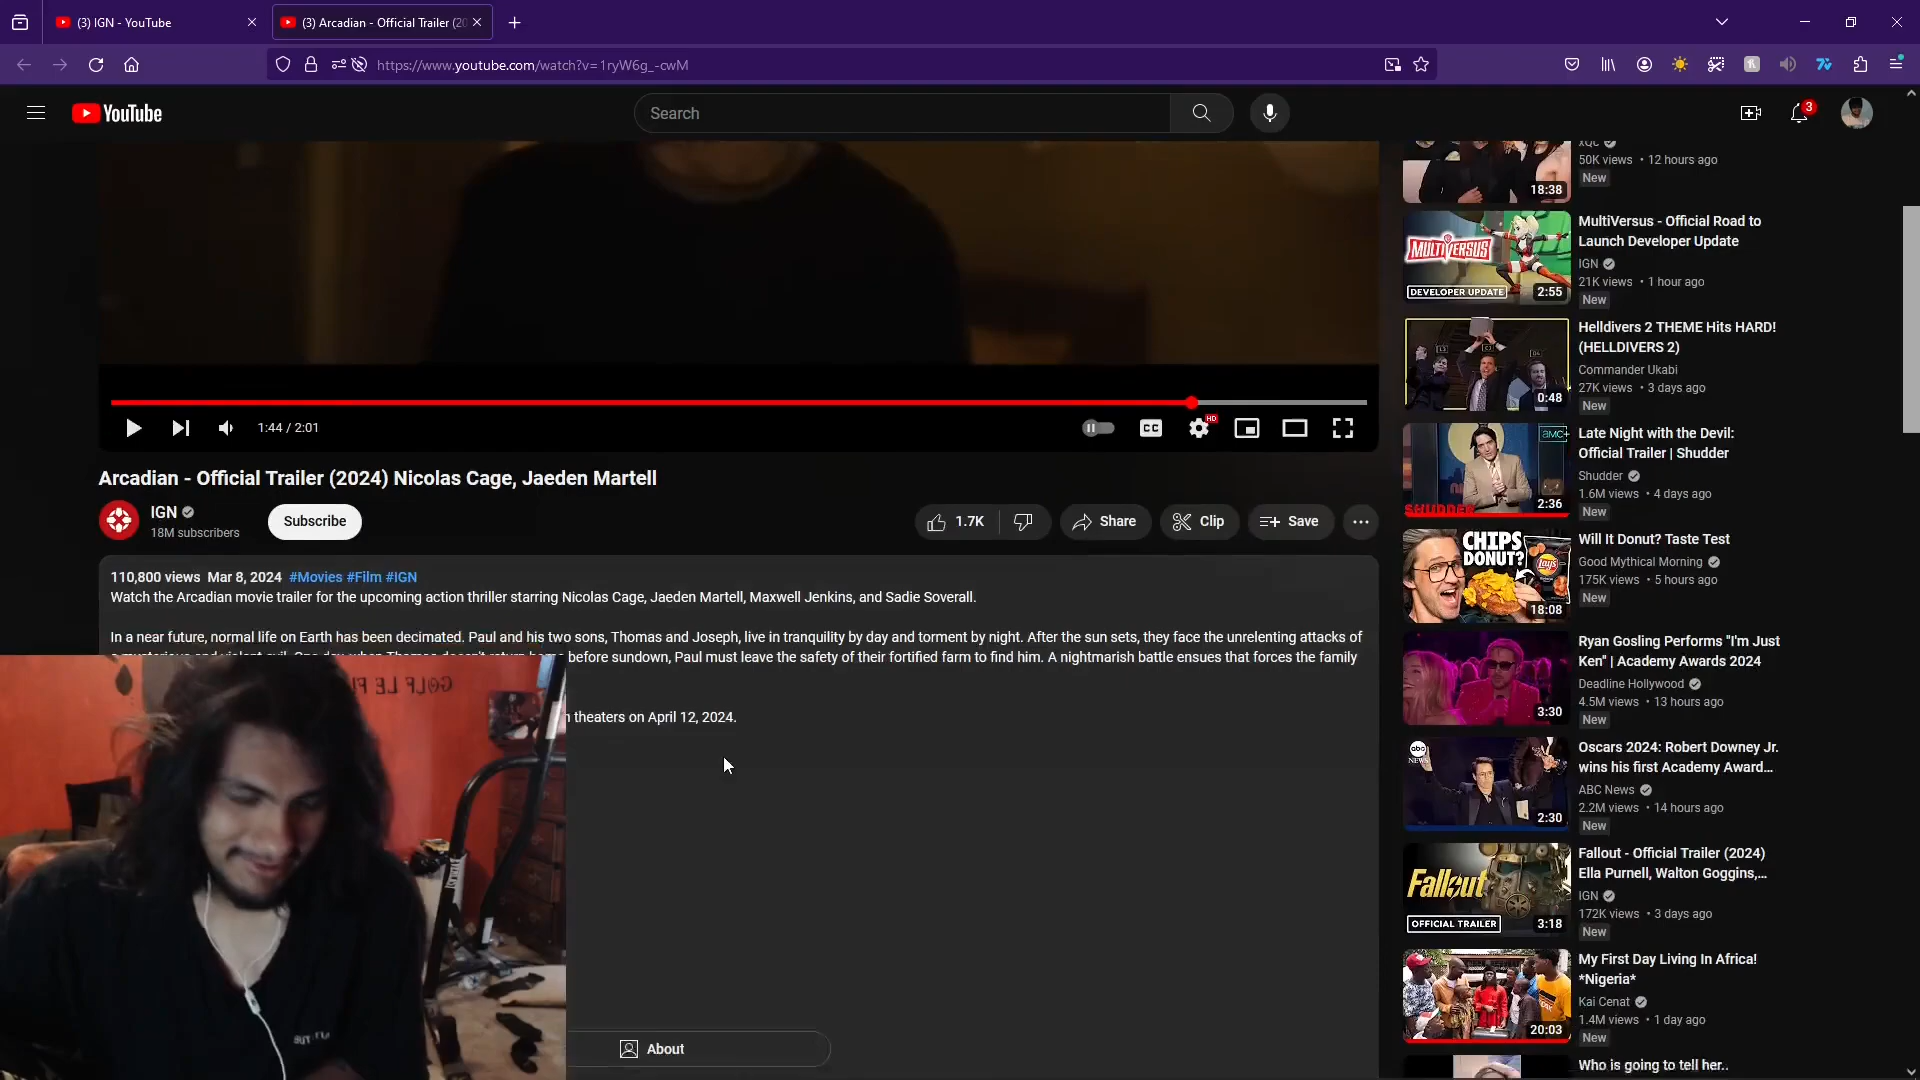 (3) IGN - YouTube
(3) Arcadian - Official Trailer (20
https://www.youtube.com/watch?v=1ryW6g_-cwM
YouTube
Search
3
1:44 / 2:01
CC
HD
Arcadian - Official Trailer (2024) Nicolas Cage, Jaeden Martell
IGN
18M subscribers
Subscribe
1.7K
Share
Clip
Save
110,800 views Mar 8, 2024 #Movies #Film #IGN
Watch the Arcadian movie trailer for the upcoming action thriller starring Nicolas Cage, Jaeden Martell, Maxwell Jenkins, and Sadie Soverall.
In a near future, normal life on Earth has been decimated. Paul and his two sons, Thomas and Joseph, live in tranquility by day and torment by night. After the sun sets, they face the unrelenting attacks of
before sundown, Paul must leave the safety of their fortified farm to find him. A nightmarish battle ensues that forces the family
theaters on April 12, 2024.
About
xQc
50K views • 12 hours ago
New
18:38
MultiVersus - Official Road to
Launch Developer Update
IGN
21K views • 1 hour ago
New
MULTIVERSUS
DEVELOPER UPDATE
2:55
Helldivers 2 THEME Hits HARD!
(HELLDIVERS 2)
Commander Ukabi
27K views • 3 days ago
New
0:48
Late Night with the Devil:
Official Trailer | Shudder
Shudder
1.6M views • 4 days ago
New
amc+
SHUDDER
2:36
Will It Donut? Taste Test
Good Mythical Morning
175K views • 5 hours ago
New
CHIPS
DONUT?
Lay's
18:08
Ryan Gosling Performs "I'm Just
Ken" | Academy Awards 2024
Deadline Hollywood
4.5M views • 13 hours ago
New
3:30
Oscars 2024: Robert Downey Jr.
wins his first Academy Award...
ABC News
2.2M views • 14 hours ago
New
abc
NEWS
2:30
Fallout - Official Trailer (2024)
Ella Purnell, Walton Goggins,...
IGN
172K views • 3 days ago
New
Fallout
OFFICIAL TRAILER
3:18
My First Day Living In Africa!
*Nigeria*
Kai Cenat
1.4M views • 1 day ago
New
20:03
Who is going to tell her..